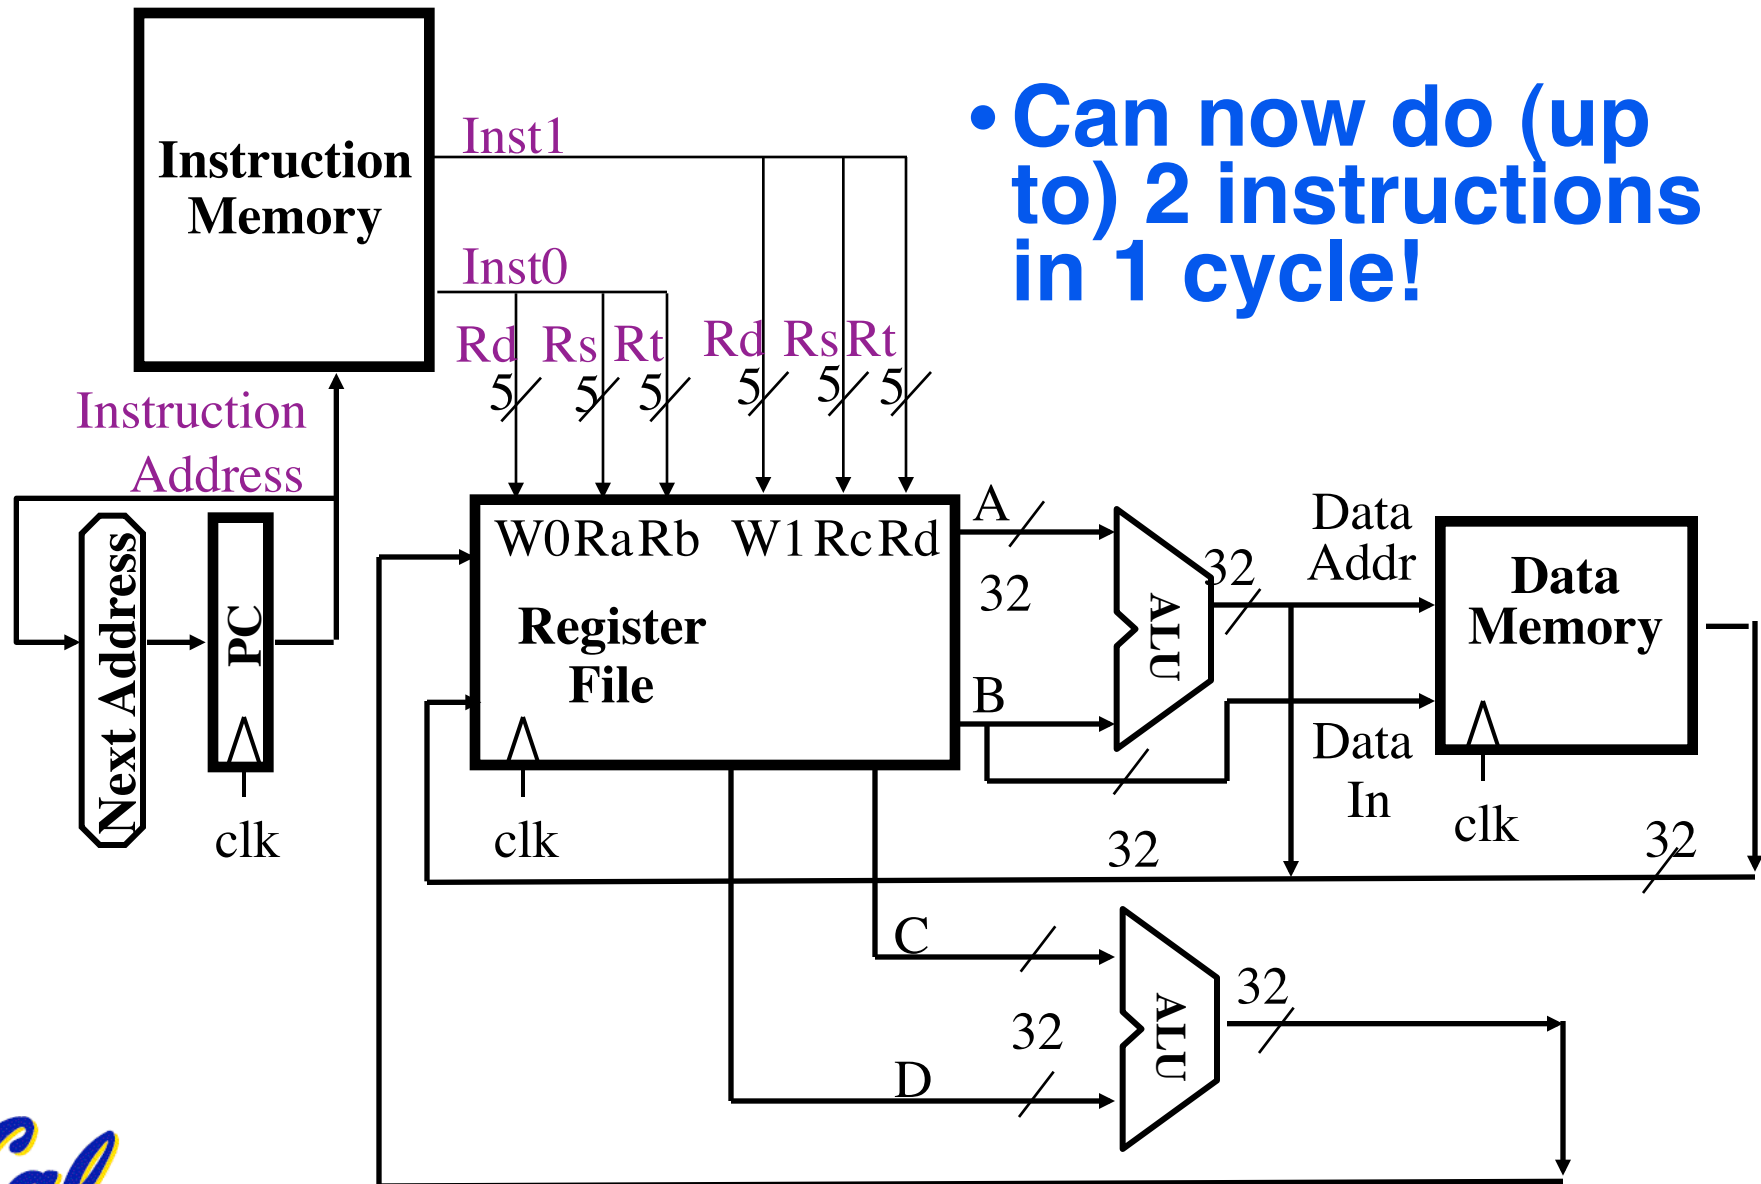 • Can now do (up
to) 2 instructions
in 1 cycle!
Instruction
Memory
Inst1
Inst0
Rd Rs Rt Rd Rs Rt
5 5 5 5 5 5
Instruction
Address
Next Address
PC
clk
W0 Ra Rb W1 Rc Rd
Register
File
clk
A
32
B
ALU
32
Data
Addr
Data
In
Data
Memory
clk
32
32
C
32
D
ALU
32
Cal